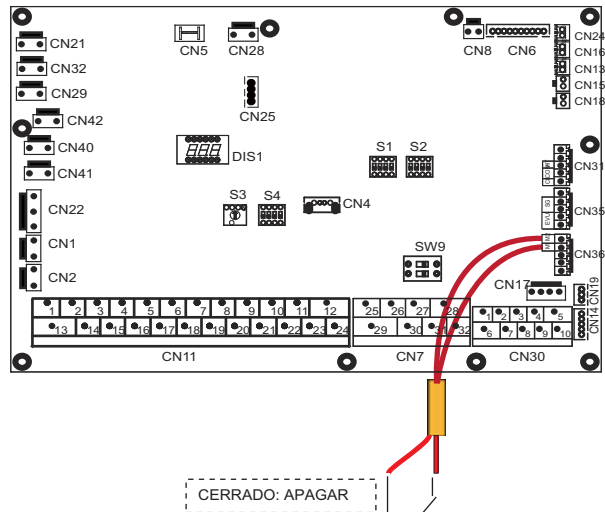 CN21
CN32
CN29
CN42
CN40
CN41
CN22
CN1
CN2
CN5
CN28
CN25
DIS1
CN8
CN6
CN24
CN16
CN13
CN15
CN18
S1
S2
S3
S4
CN4
SW9
CN31
CN35
EVU SG
CN36
M1 M2
CN17
CN19
CN14
1 2 3 4 5 6 7 8 9 10 11 12
13 14 15 16 17 18 19 20 21 22 23 24
CN11
25 26 27 28
29 30 31 32
CN7
1 2 3 4 5
6 7 8 9 10
CN30
CERRADO: APAGAR